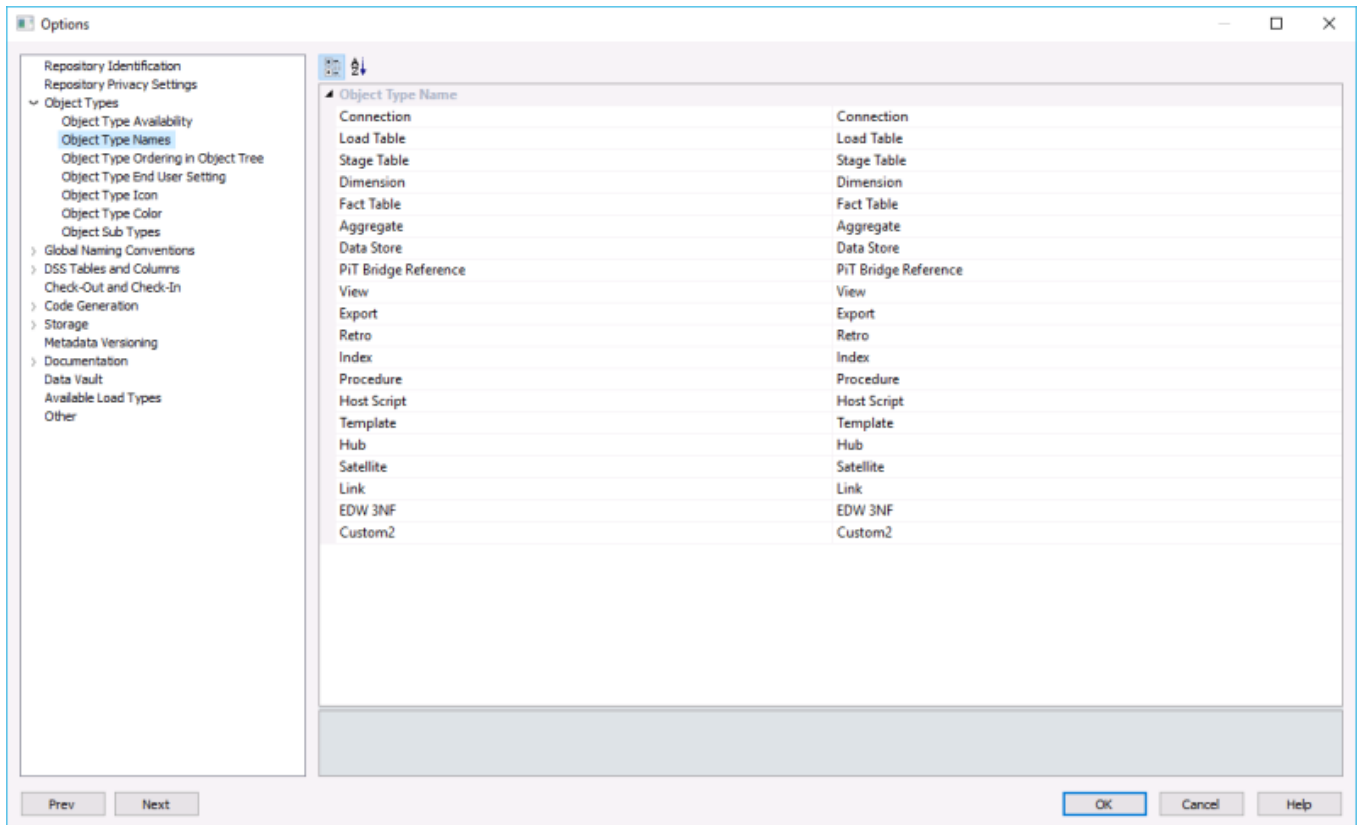 Options
Repository Identification
Repository Privacy Settings
Object Types
Object Type Availability
Object Type Names
Object Type Ordering in Object Tree
Object Type End User Setting
Object Type Icon
Object Type Color
Object Sub Types
Global Naming Conventions
DSS Tables and Columns
Check-Out and Check-In
Code Generation
Storage
Metadata Versioning
Documentation
Data Vault
Available Load Types
Other
Object Type Name
Connection Connection
Load Table Load Table
Stage Table Stage Table
Dimension Dimension
Fact Table Fact Table
Aggregate Aggregate
Data Store Data Store
PiT Bridge Reference PiT Bridge Reference
View View
Export Export
Retro Retro
Index Index
Procedure Procedure
Host Script Host Script
Template Template
Hub Hub
Satellite Satellite
Link Link
EDW 3NF EDW 3NF
Custom2 Custom2
Prev Next OK Cancel Help